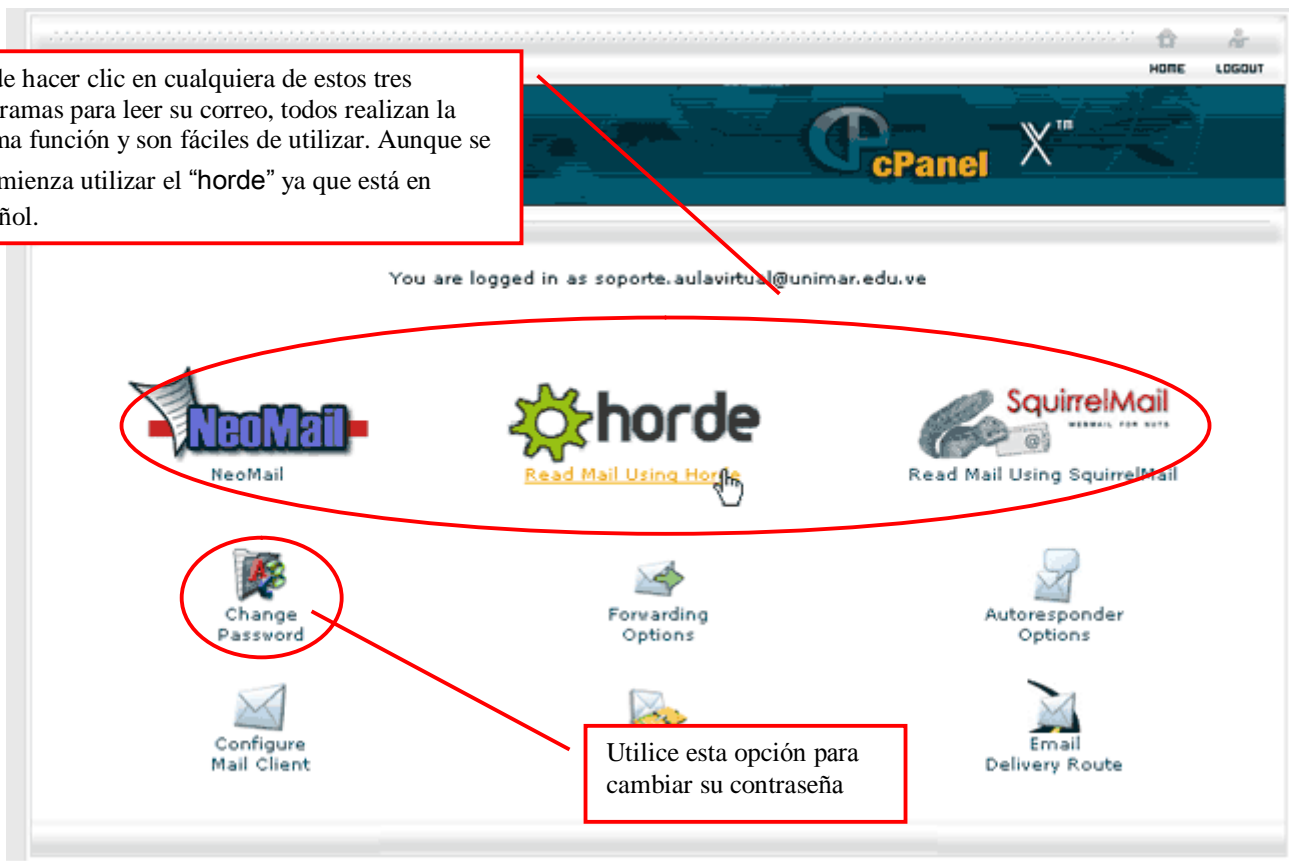 HOME LOGOUT
de hacer clic en cualquiera de estos tres
ramas para leer su correo, todos realizan la
ma función y son fáciles de utilizar. Aunque se
mienza utilizar el “horde” ya que está en
ñol.
cPanel X™
You are logged in as soporte.aulavirtual@unimar.edu.ve
NeoMail
horde
SquirrelMail
WEBMAIL FOR NUTS
NeoMail
Read Mail Using Horde
Read Mail Using SquirrelMail
Change
Password
Forwarding
Options
Autoresponder
Options
Configure
Mail Client
Utilice esta opción para
cambiar su contraseña
Email
Delivery Route